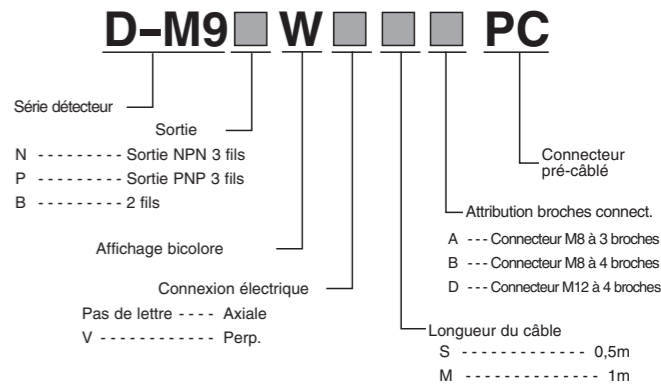 D-M9 W PC
Série détecteur
Sortie
N - - - - - - - - - Sortie NPN 3 fils
P - - - - - - - - - Sortie PNP 3 fils
B - - - - - - - - - 2 fils
Connecteur
pré-câblé
Attribution broches connect.
A - - - Connecteur M8 à 3 broches
B - - - Connecteur M8 à 4 broches
D - - - Connecteur M12 à 4 broches
Affichage bicolore
Connexion électrique
Pas de lettre - - - - Axiale
V - - - - - - - - - - - - Perp.
Longueur du câble
S - - - - - - - - - - - - - 0,5m
M - - - - - - - - - - - - - - 1m